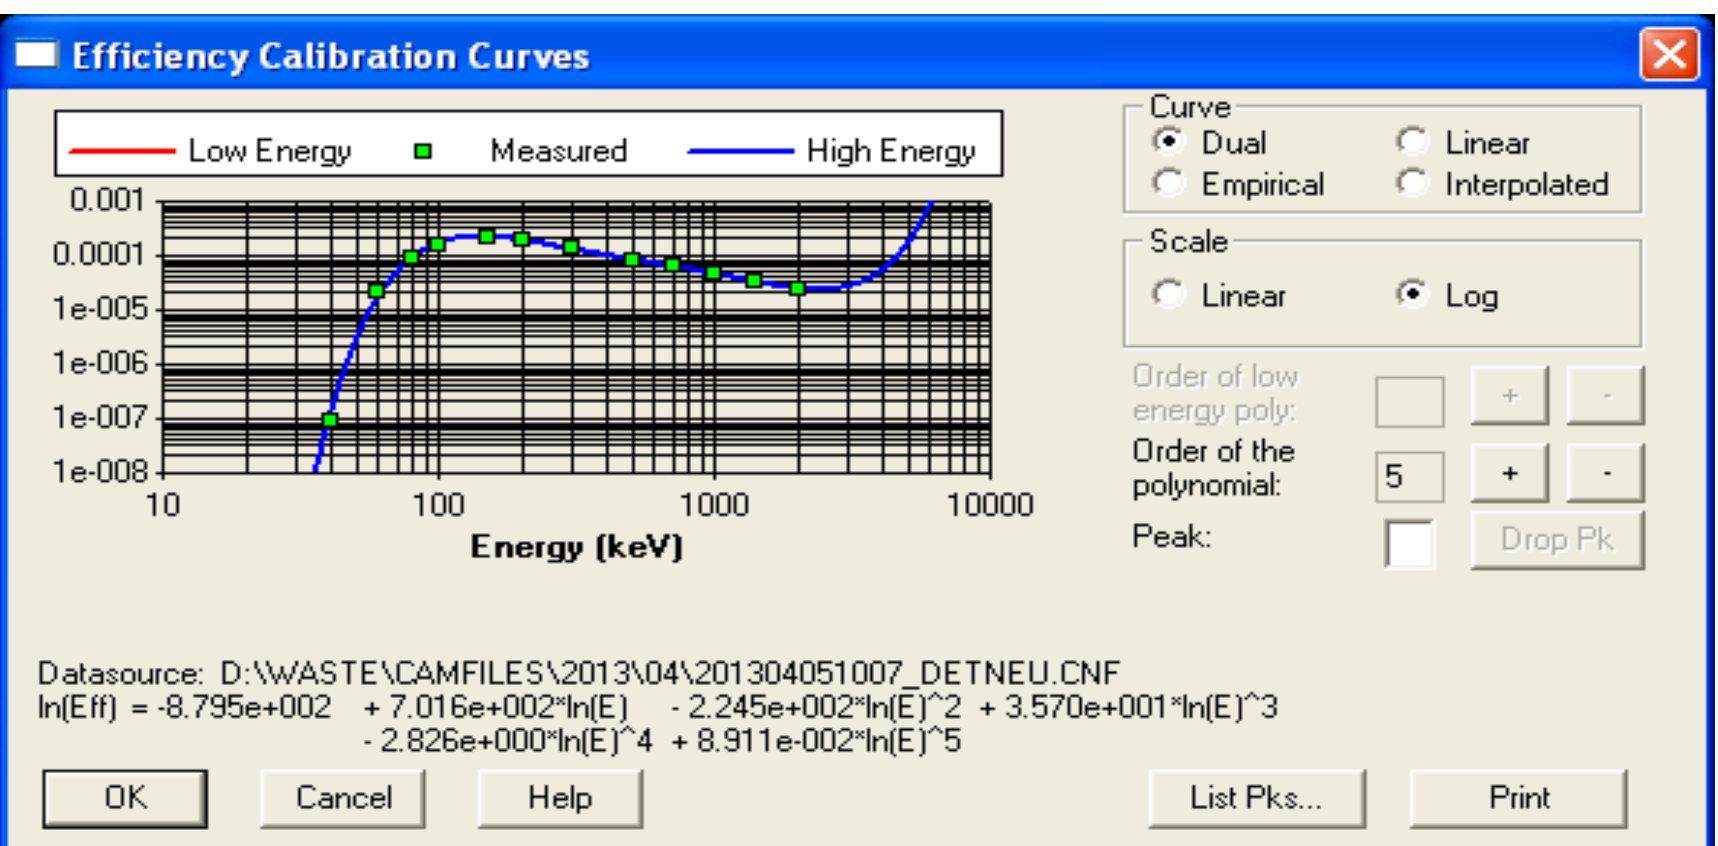 Efficiency Calibration Curves
Low Energy Measured High Energy
0.001
0.0001
1e-005
1e-006
1e-007
1e-008
10 100 1000 10000
Energy (keV)
Curve
Dual Linear
Empirical Interpolated
Scale
Linear Log
Order of low
energy poly: + -
Order of the
polynomial: 5 + -
Peak: Drop Pk
Datasource: D:\WASTE\CAMFILES\2013\04\201304051007_DETNEU.CNF
ln(Eff) = -8.795e+002 + 7.016e+002*ln(E) - 2.245e+002*ln(E)^2 + 3.570e+001*ln(E)^3
- 2.826e+000*ln(E)^4 + 8.911e-002*ln(E)^5
OK Cancel Help List Pks... Print